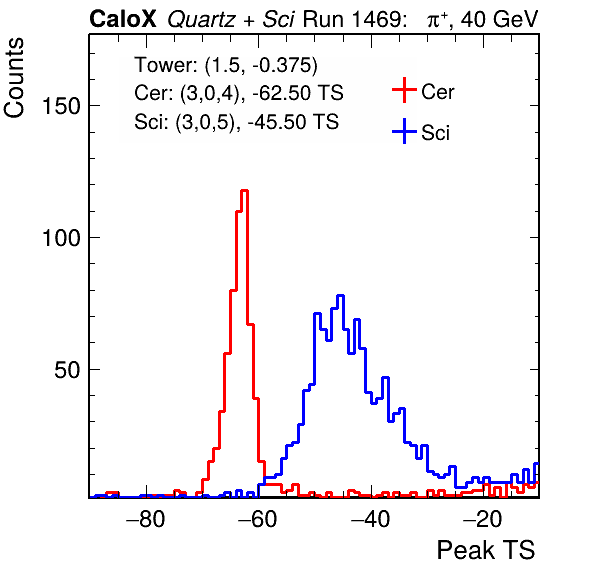 CaloX Quartz + Sci Run 1469: π+, 40 GeV
Counts
Tower: (1.5, -0.375)
Cer: (3,0,4), -62.50 TS
Sci: (3,0,5), -45.50 TS
Cer
Sci
150
100
50
−80 −60 −40 −20
Peak TS